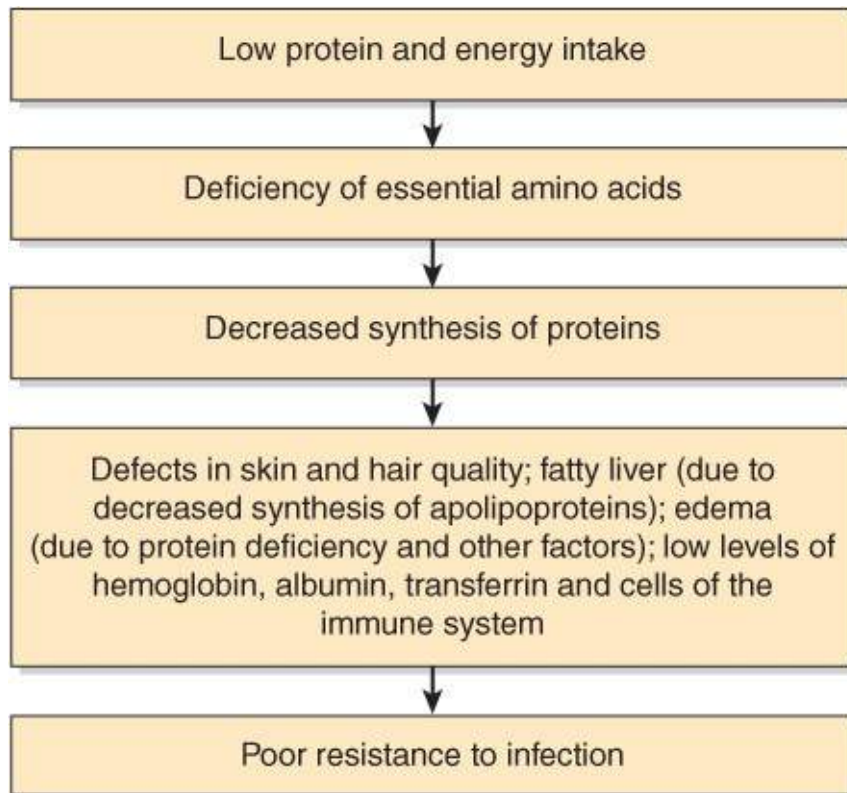 Low protein and energy intake
Deficiency of essential amino acids
Decreased synthesis of proteins
Defects in skin and hair quality; fatty liver (due to
decreased synthesis of apolipoproteins); edema
(due to protein deficiency and other factors); low levels of
hemoglobin, albumin, transferrin and cells of the
immune system
Poor resistance to infection